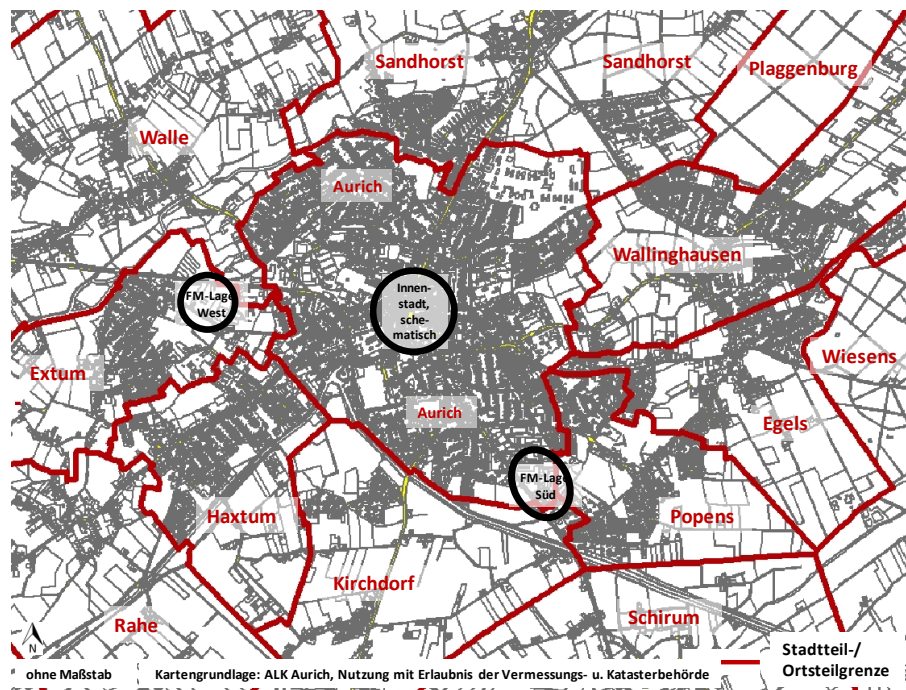 Sandhorst
Sandhorst
Plaggenburg
Walle
Aurich
Wallinghausen
FM-Lage
West
Innen-
stadt,
sche-
matisch
Wiesens
Extum
Aurich
Egels
FM-Lage
Süd
Haxtum
Popens
Kirchdorf
Rahe
Schirum
N
ohne Maßstab
Kartengrundlage: ALK Aurich, Nutzung mit Erlaubnis der Vermessungs- u. Katasterbehörde
Stadtteil-/
Ortsteilgrenze